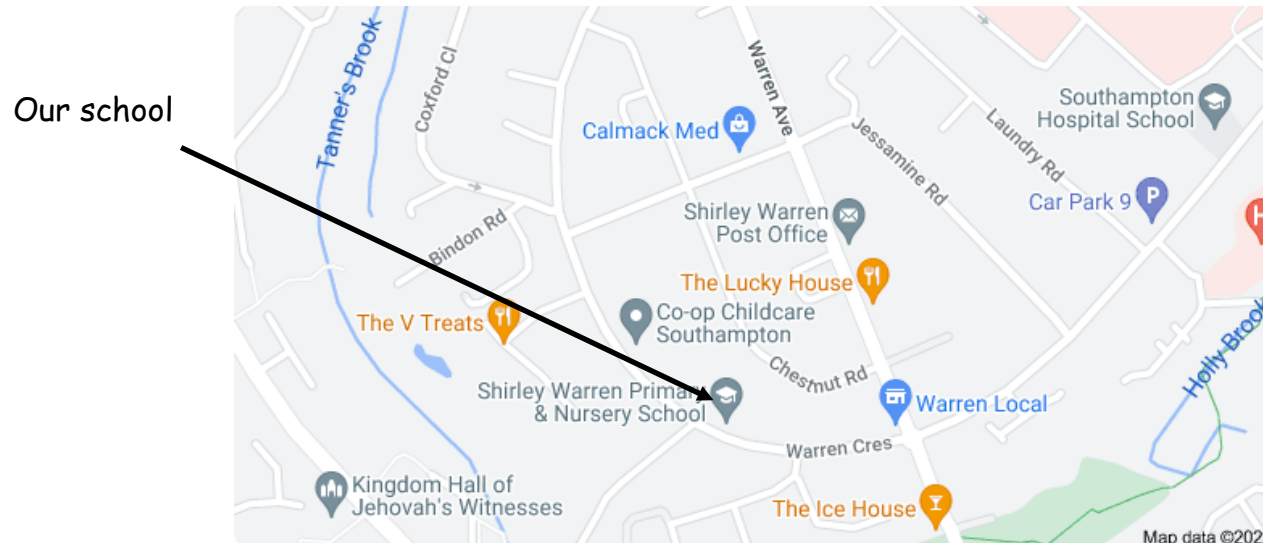 Our school
Tanner's Brook
Coxford Cl
Warren Ave
Calmack Med
Jessamine Rd
Laundry Rd
Southampton
Hospital School
Car Park 9
P
H
Bindon Rd
Shirley Warren
Post Office
The Lucky House
The V Treats
Co-op Childcare
Southampton
Chestnut Rd
Holly Brook
Shirley Warren Primary
& Nursery School
Warren Local
Warren Cres
Kingdom Hall of
Jehovah's Witnesses
The Ice House
Map data ©202